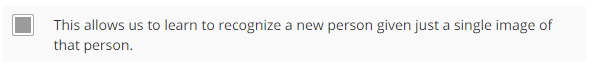 This allows us to learn to recognize a new person given just a single image of
that person.